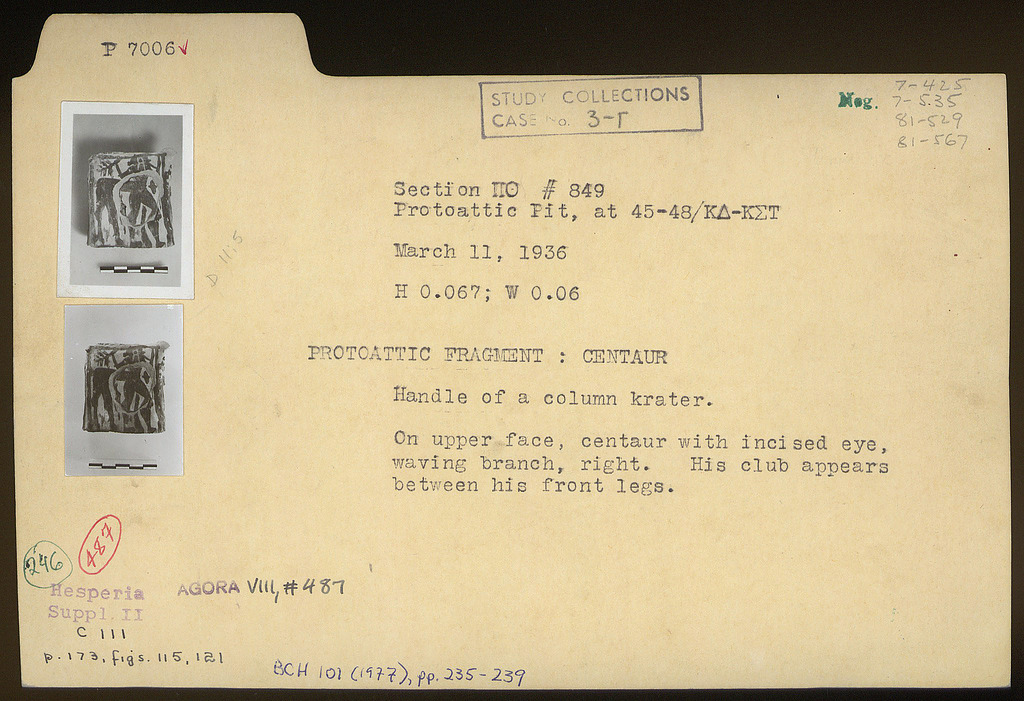 P 7006✓
STUDY COLLECTIONS
CASE No. 3-Γ
Neg. 7-425
7-535
81-529
81-567
Section ΠΘ # 849
Protoattic Pit, at 45-48/ΚΔ-ΚΣΤ
March 11, 1936
H 0.067; W 0.06
D 11:5
PROTOATTIC FRAGMENT : CENTAUR
Handle of a column krater.
On upper face, centaur with incised eye,
waving branch, right. His club appears
between his front legs.
246
487
Hesperia
Suppl. II
C 111
p. 173, figs. 115, 121
AGORA VIII, #487
BCH 101 (1977), pp. 235-239